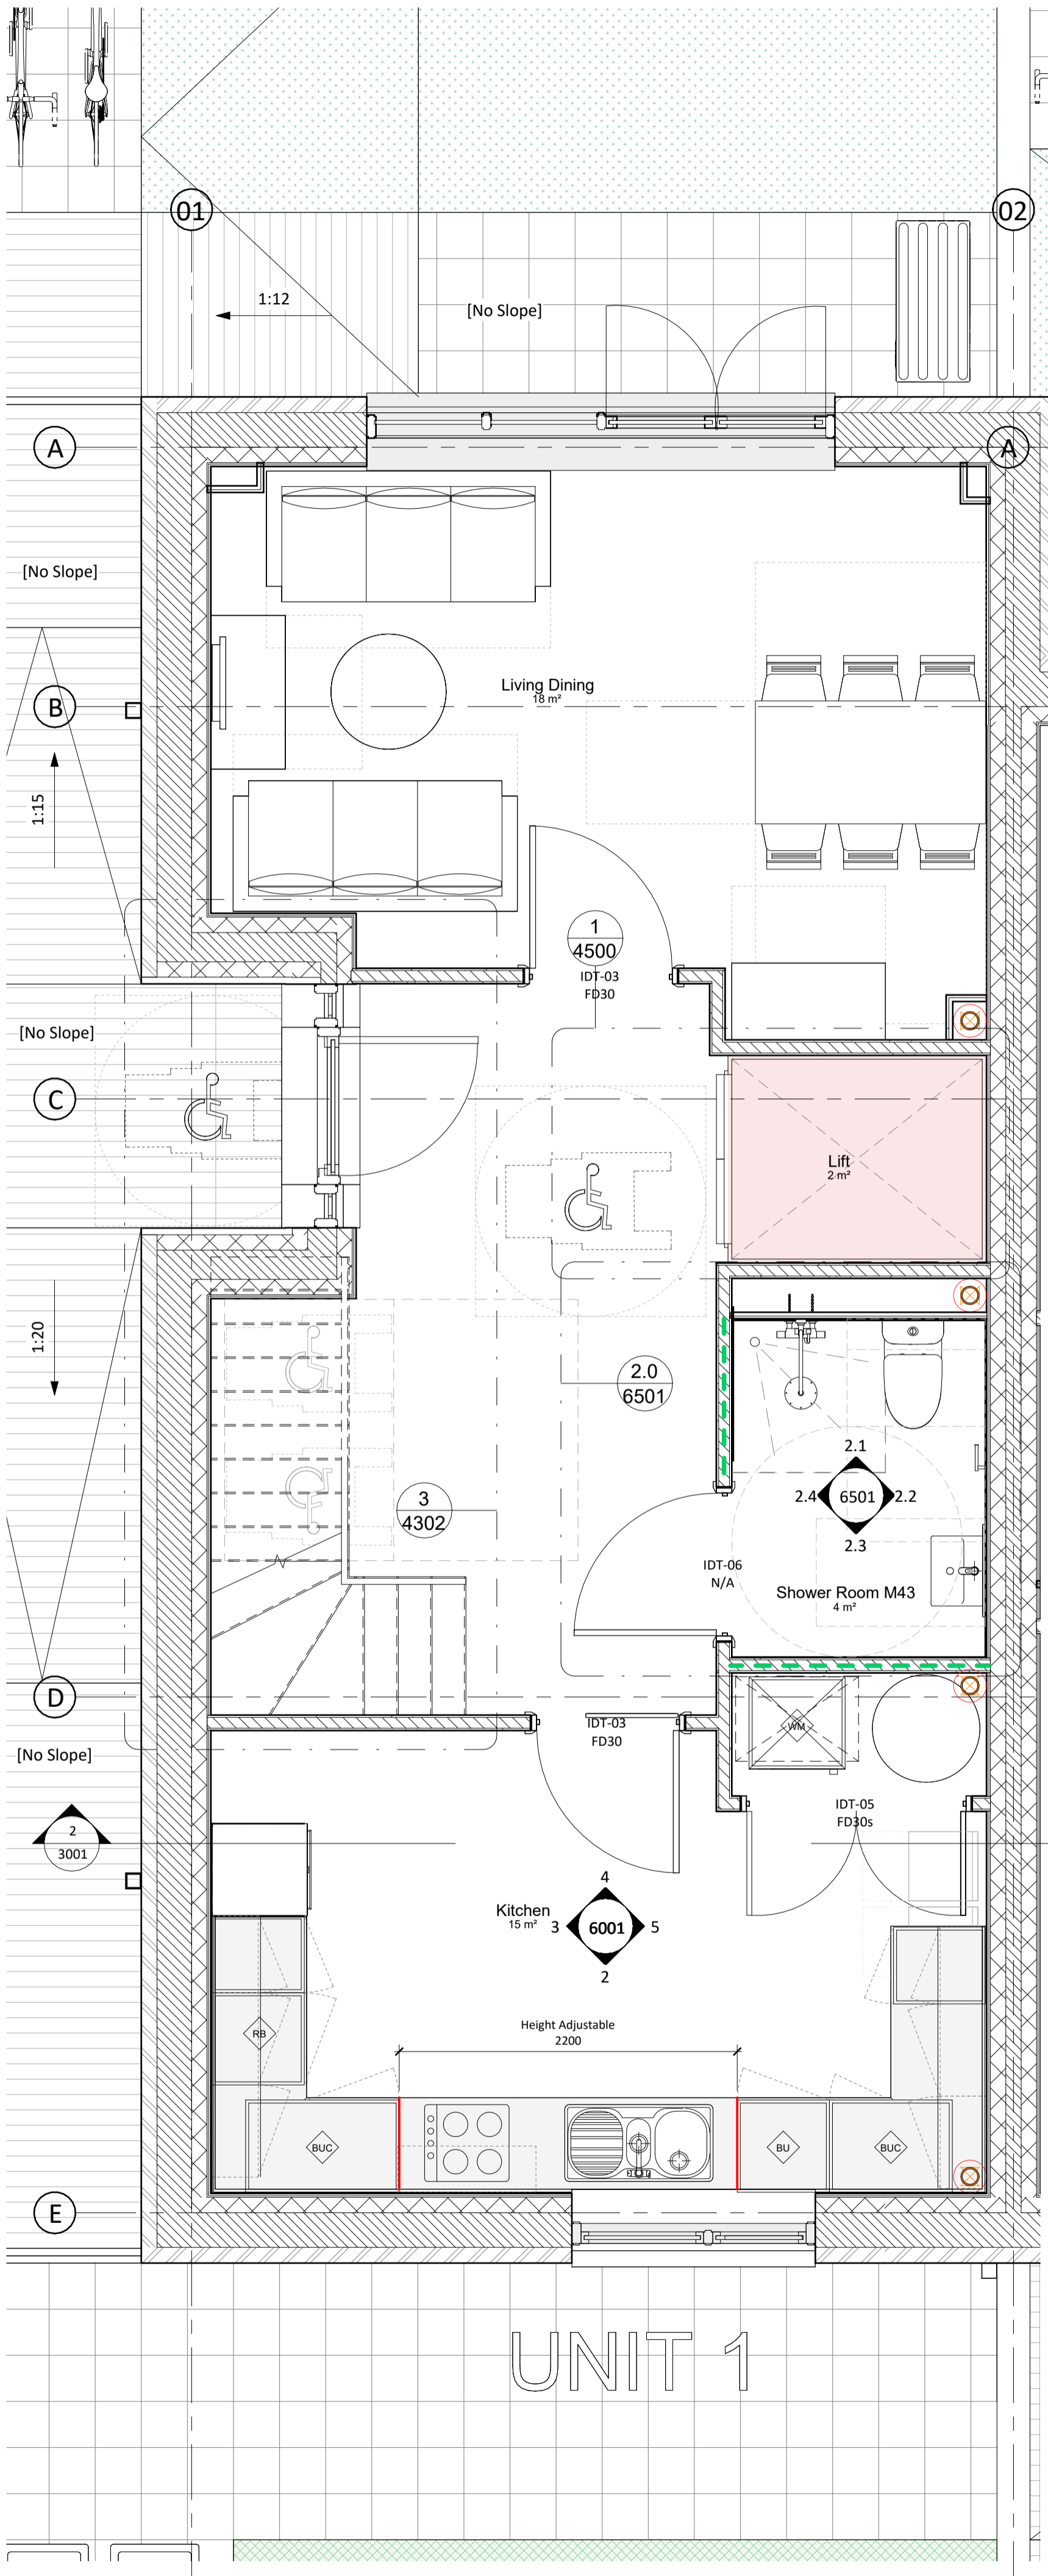 01
02
1:12
[No Slope]
A
A
[No Slope]
Living Dining
18 m²
B
1:15
1
4500
IDT-03
FD30
[No Slope]
C
Lift
2 m²
1:20
2.0
6501
2.1
2.4
6501
2.2
2.3
3
4302
IDT-06
N/A
Shower Room M43
4 m²
D
IDT-03
FD30
WM
[No Slope]
IDT-05
FD30s
2
3001
4
Kitchen
15 m²
3
6001
5
2
Height Adjustable
2200
RB
BUC
BU
BUC
E
UNIT 1